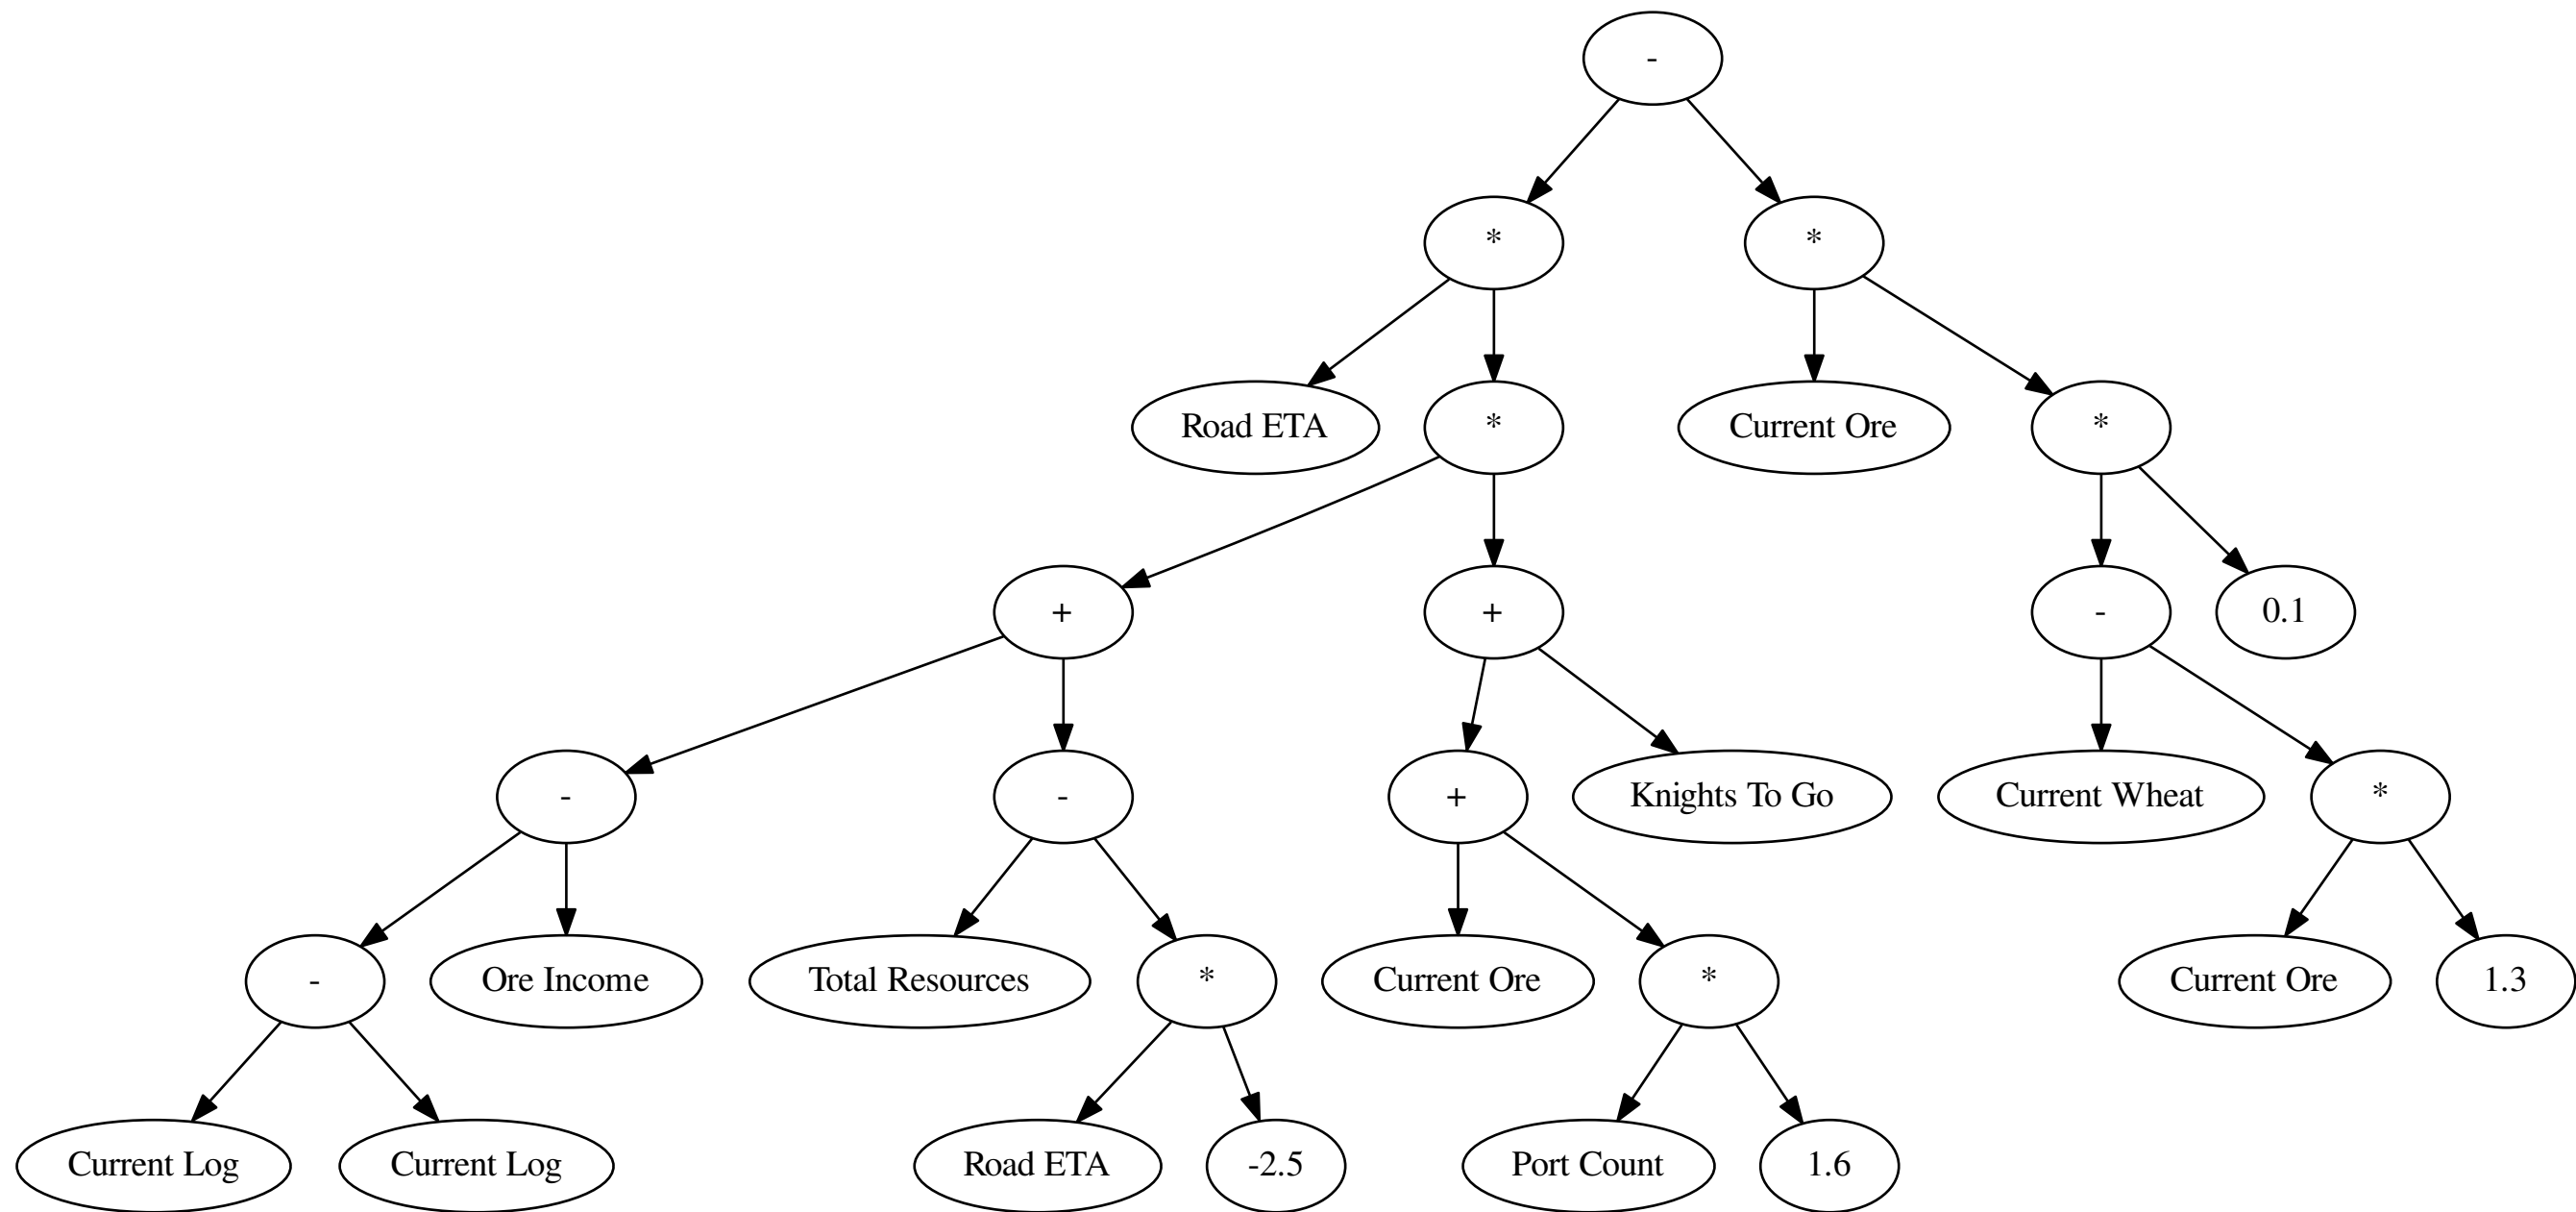 -
*
*
Road ETA
*
Current Ore
*
+
+
-
0.1
-
-
+
Knights To Go
Current Wheat
*
-
Ore Income
Total Resources
*
Current Ore
*
Current Ore
1.3
Current Log
Current Log
Road ETA
-2.5
Port Count
1.6